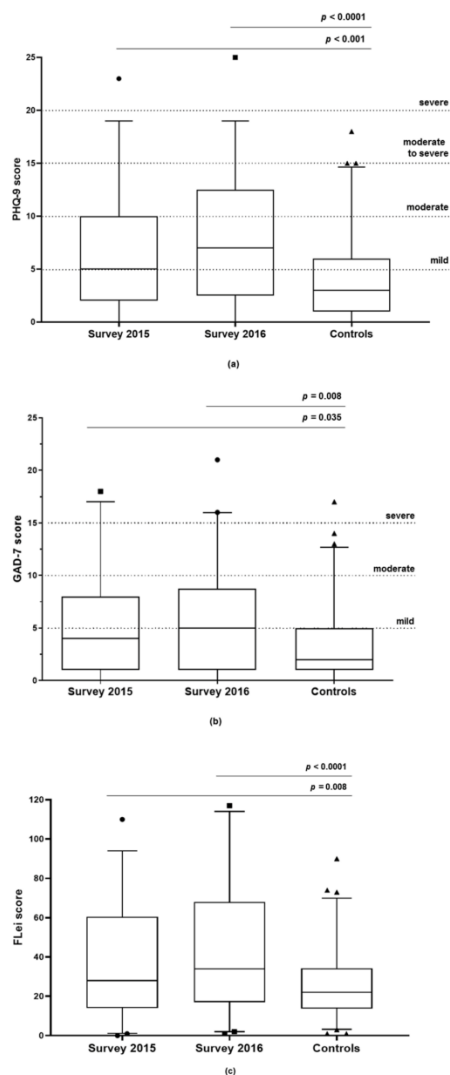 p < 0.0001
p < 0.001
25
severe
20
moderate
to severe
15
PHQ-9 score
moderate
10
mild
5
0
Survey 2015 Survey 2016 Controls
(a)
p = 0.008
p = 0.035
25
20
severe
15
GAD-7 score
moderate
10
mild
5
0
Survey 2015 Survey 2016 Controls
(b)
p < 0.0001
p = 0.008
120
100
80
FLei score
60
40
20
0
Survey 2015 Survey 2016 Controls
(c)